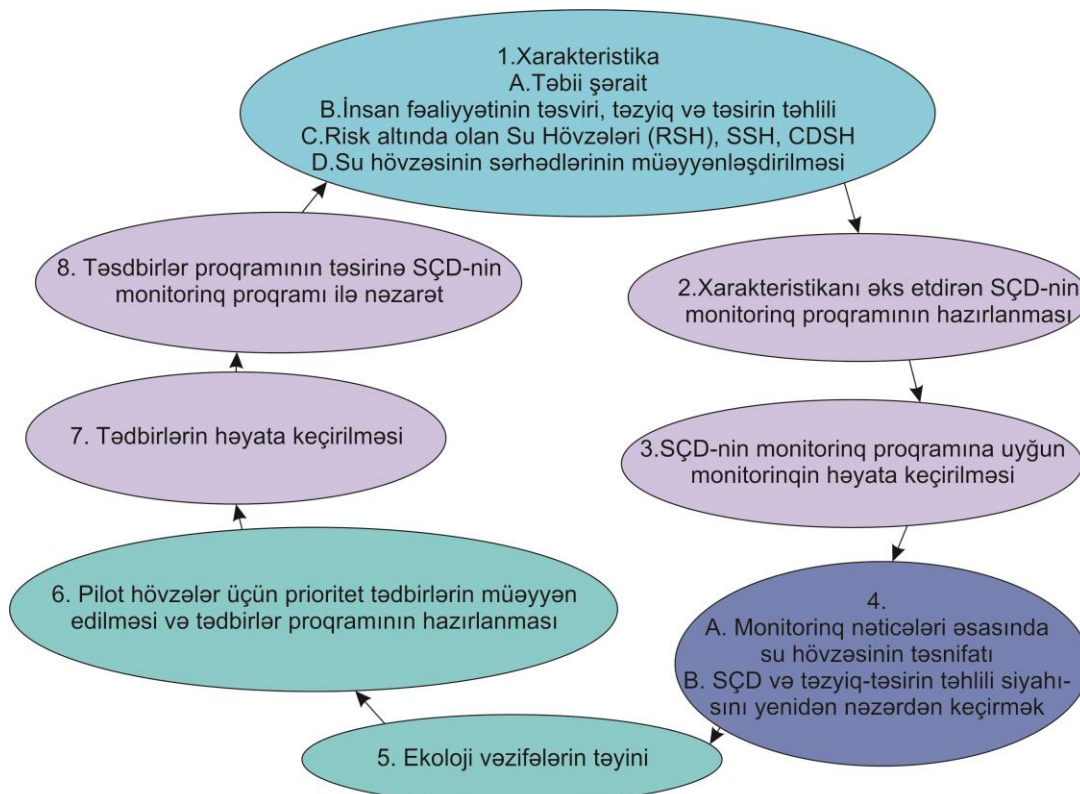 1.Xarakteristika
A.Təbii şərait
B.İnsan fəaliyyətinin təsviri, təzyiq və təsirin təhlili
C.Risk altında olan Su Hövzələri (RSH), SSH, CDSH
D.Su hövzəsinin sərhədlərinin müəyyənləşdirilməsi
2.Xarakteristikanı əks etdirən SÇD-nin
monitorinq proqramının hazırlanması
3.SÇD-nin monitorinq proqramına uyğun
monitorinqin həyata keçirilməsi
4.
A. Monitorinq nəticələri əsasında
su hövzəsinin təsnifatı
B. SÇD və təzyiq-təsirin təhlili siyahı-
sını yenidən nəzərdən keçirmək
5. Ekoloji vəzifələrin təyini
6. Pilot hövzələr üçün prioritet tədbirlərin müəyyən
edilməsi və tədbirlər proqramının hazırlanması
7. Tədbirlərin həyata keçirilməsi
8. Təsdbirlər proqramının təsirinə SÇD-nin
monitorinq proqramı ilə nəzarət